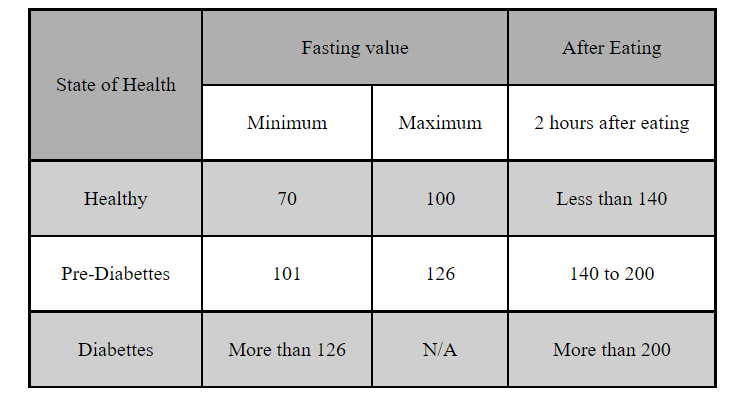 State of Health
Fasting value
After Eating
Minimum
Maximum
2 hours after eating
Healthy
70
100
Less than 140
Pre-Diabettes
101
126
140 to 200
Diabettes
More than 126
N/A
More than 200